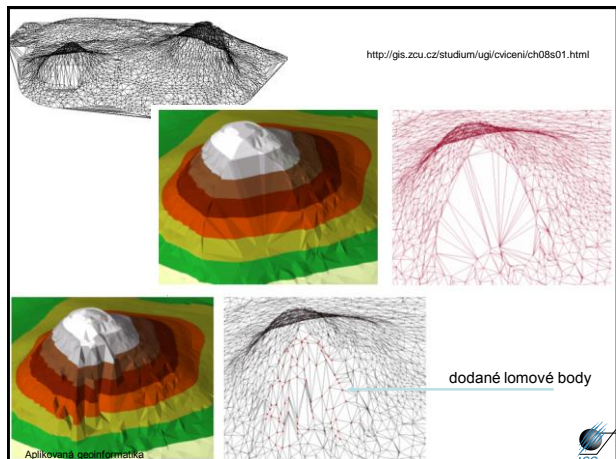 http://gis.zcu.cz/studium/ugi/cviceni/ch08s01.html
dodané lomové body
Aplikovaná geoinformatika